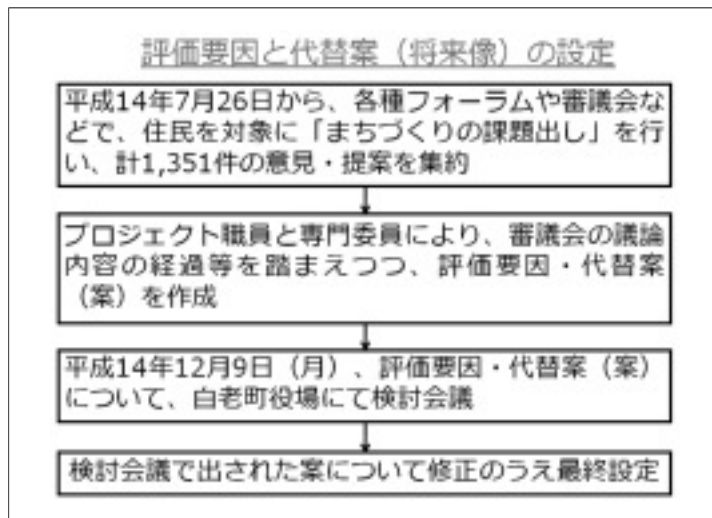 評価要因と代替案（将来像）の設定
平成14年7月26日から、各種フォーラムや審議会な
どで、住民を対象に「まちづくりの課題出し」を行
い、計1,351件の意見・提案を集約
プロジェクト職員と専門委員により、審議会の議論
内容の経過等を踏まえつつ、評価要因・代替案
（案）を作成
平成14年12月9日（月）、評価要因・代替案（案）
について、白老町役場にて検討会議
検討会議で出された案について修正のうえ最終設定